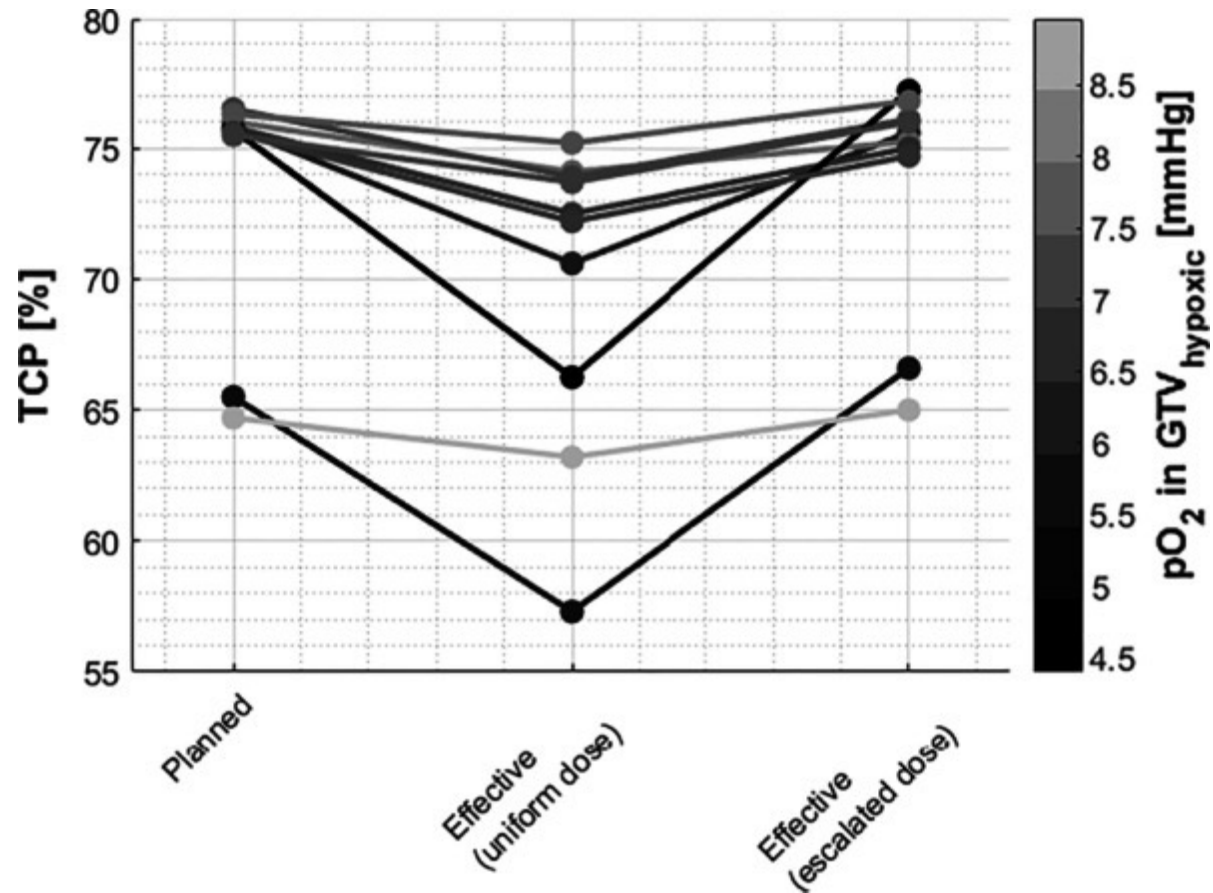 80
75
70
65
60
55
TCP [%]
Planned
Effective
(uniform dose)
Effective
(escalated dose)
8.5
8
7.5
7
6.5
6
5.5
5
4.5
pO2 in GTVhypoxic [mmHg]